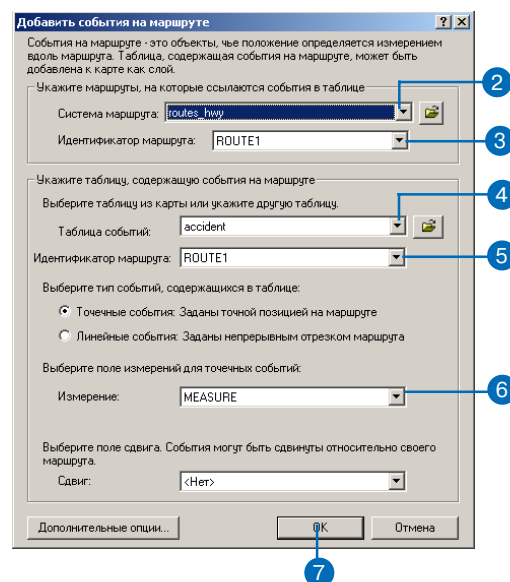 Добавить события на маршруте
События на маршруте - это объекты, чье положение определяется измерением
вдоль маршрута. Таблица, содержащая события на маршруте, может быть
добавлена к карте как слой.
Укажите маршруты, на которые ссылаются события в таблице
Система маршрута: routes_hwy 2
Идентификатор маршрута: ROUTE1 3
Укажите таблицу, содержащую события на маршруте
Выберите таблицу из карты или укажите другую таблицу.
Таблица событий: accident 4
Идентификатор маршрута: ROUTE1 5
Выберите тип событий, содержащихся в таблице:
Точечные события: Заданы точной позицией на маршруте
Линейные события: Заданы непрерывным отрезком маршрута
Выберите поле измерений для точечных событий:
Измерение: MEASURE 6
Выберите поле сдвига. События могут быть сдвинуты относительно своего
маршрута.
Сдвиг: <Нет>
Дополнительные опции... OK Отмена
7